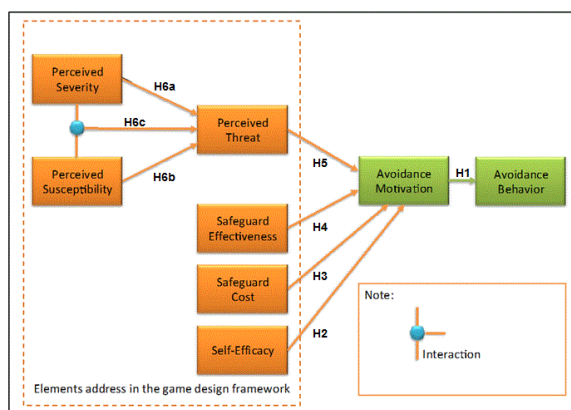 Perceived
Severity
H6a
H6c
Perceived
Threat
Perceived
Susceptibility
H6b
H5
Avoidance
Motivation
H1
Avoidance
Behavior
Safeguard
Effectiveness
H4
Safeguard
Cost
H3
Self-Efficacy
H2
Note:
Interaction
Elements address in the game design framework